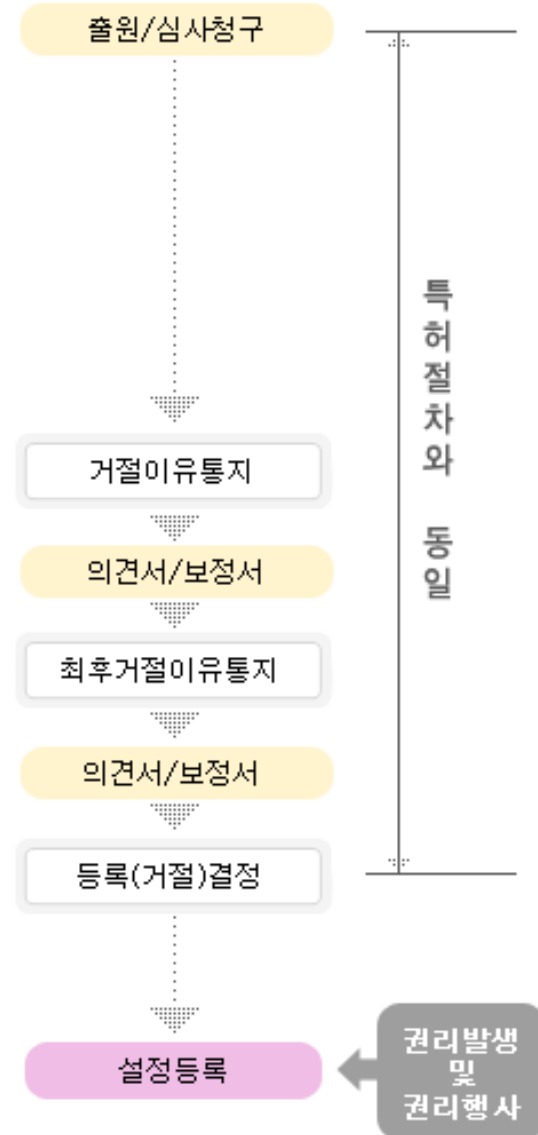 출원/심사청구
특허절차와 동일
거절이유통지
의견서/보정서
최후거절이유통지
의견서/보정서
등록(거절)결정
설정등록
권리발생
및
권리행사